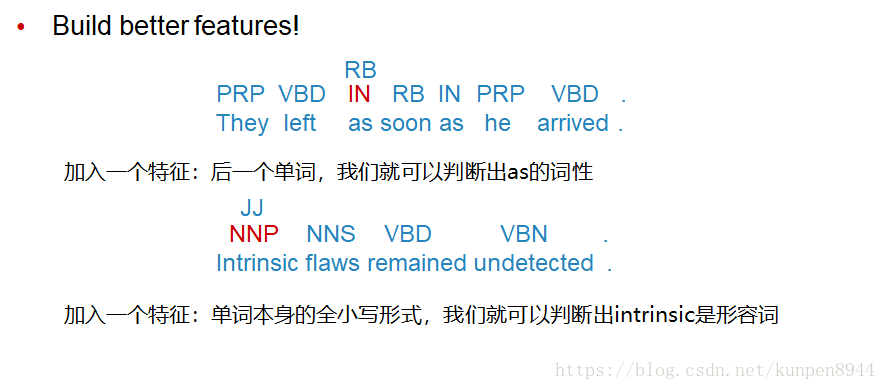 • Build better features!
RB
PRP VBD IN RB IN PRP VBD .
They left as soon as he arrived .
加入一个特征：后一个单词，我们就可以判断出as的词性
JJ
NNP NNS VBD VBN .
Intrinsic flaws remained undetected .
加入一个特征：单词本身的全小写形式，我们就可以判断出intrinsic是形容词
https://blog.csdn.net/kunpen8944